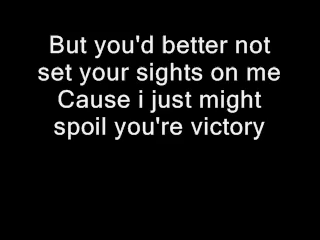 But you'd better not
set your sights on me
Cause i just might
spoil you're victory